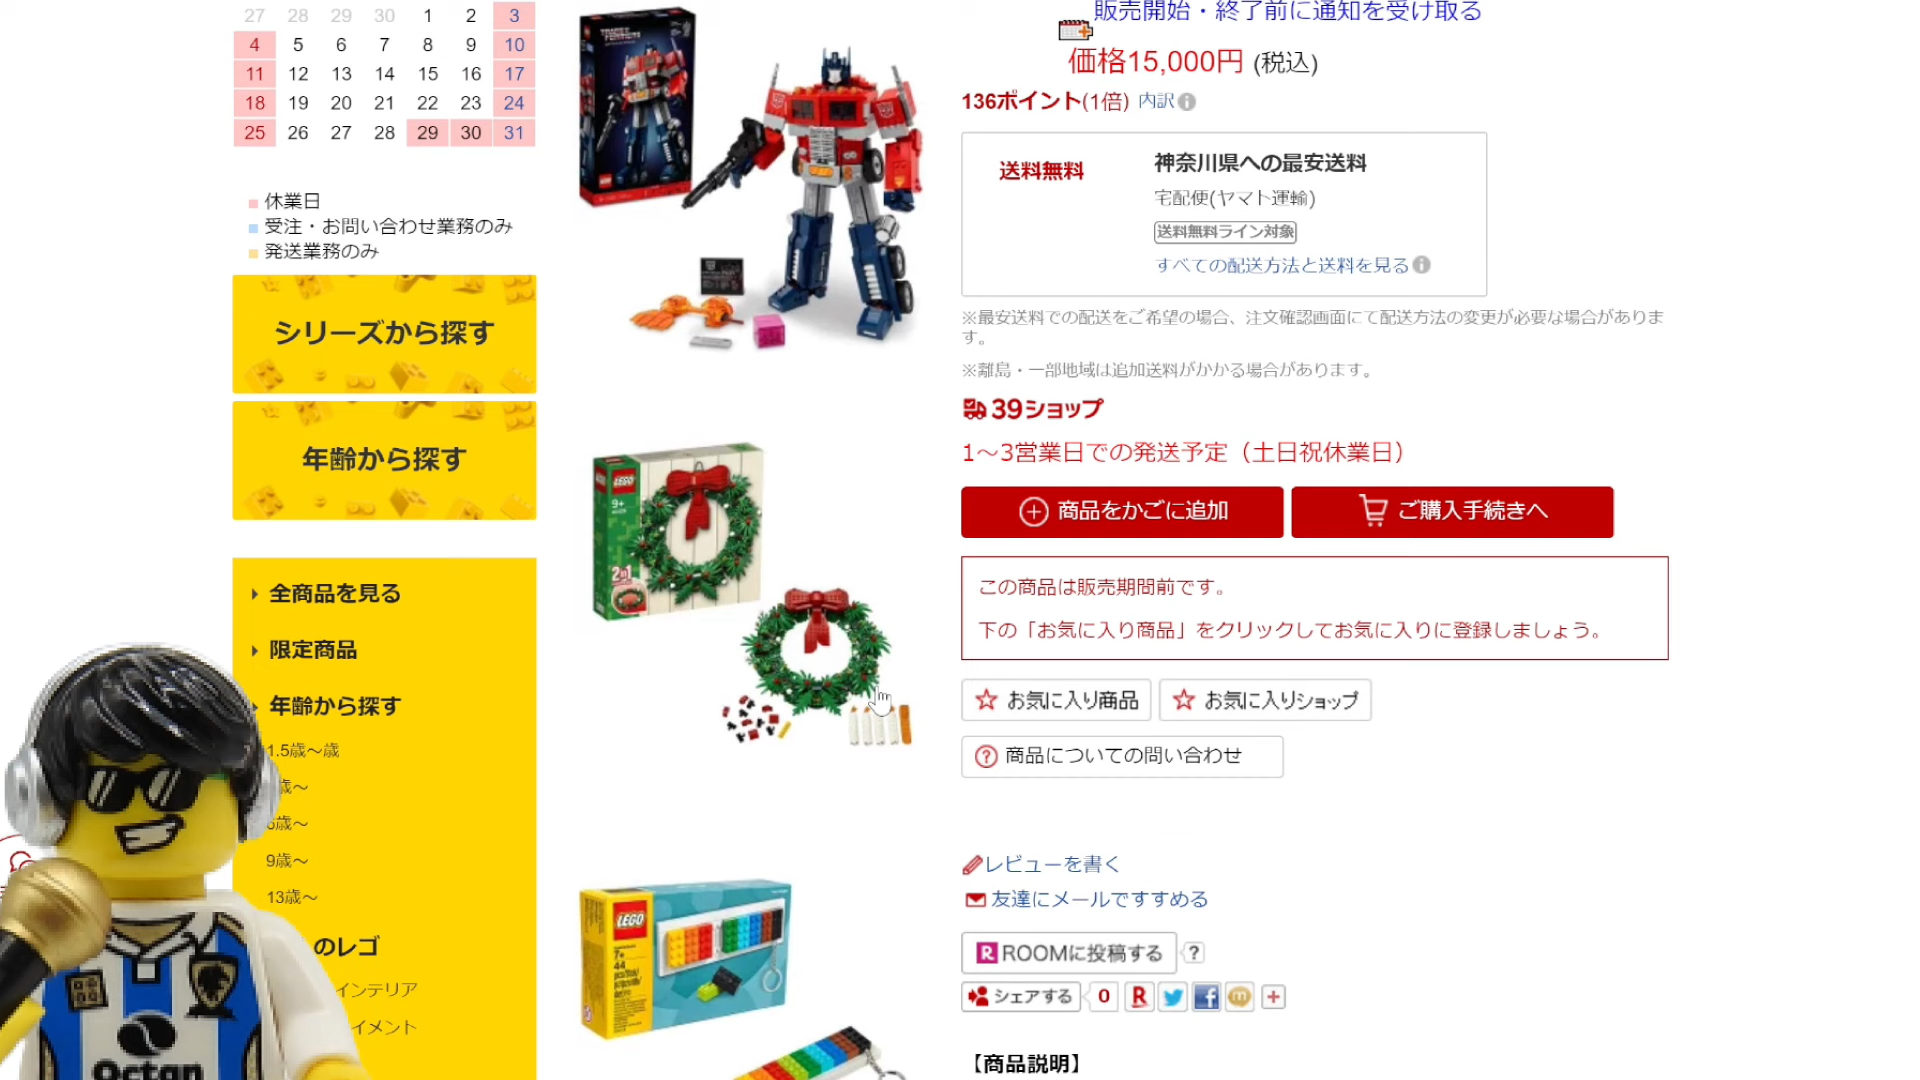 27 28 29 30 1 2 3
4 5 6 7 8 9 10
11 12 13 14 15 16 17
18 19 20 21 22 23 24
25 26 27 28 29 30 31
休業日
受注・お問い合わせ業務のみ
発送業務のみ
シリーズから探す
年齢から探す
全商品を見る
限定商品
年齢から探す
1.5歳〜歳
歳〜
歳〜
9歳〜
13歳〜
のレゴ
インテリア
イメント
Octan
TRANSFORMERS
LEGO
9+
2in1
LEGO
7+
44
販売開始・終了前に通知を受け取る
価格15,000円 (税込)
136ポイント(1倍) 内訳
送料無料
神奈川県への最安送料
宅配便(ヤマト運輸)
送料無料ライン対象
すべての配送方法と送料を見る
※最安送料での配送をご希望の場合、注文確認画面にて配送方法の変更が必要な場合がありま
す。
※離島・一部地域は追加送料がかかる場合があります。
39ショップ
1〜3営業日での発送予定（土日祝休業日）
商品をかごに追加
ご購入手続きへ
この商品は販売期間前です。
下の「お気に入り商品」をクリックしてお気に入りに登録しましょう。
お気に入り商品
お気に入りショップ
商品についての問い合わせ
レビューを書く
友達にメールですすめる
ROOMに投稿する ?
シェアする 0
【商品説明】